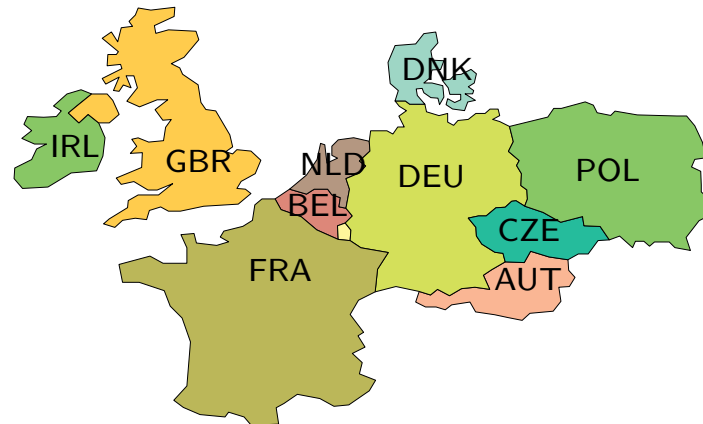 DNK
IRL
GBR
NLD
DEU
POL
BEL
CZE
FRA
AUT